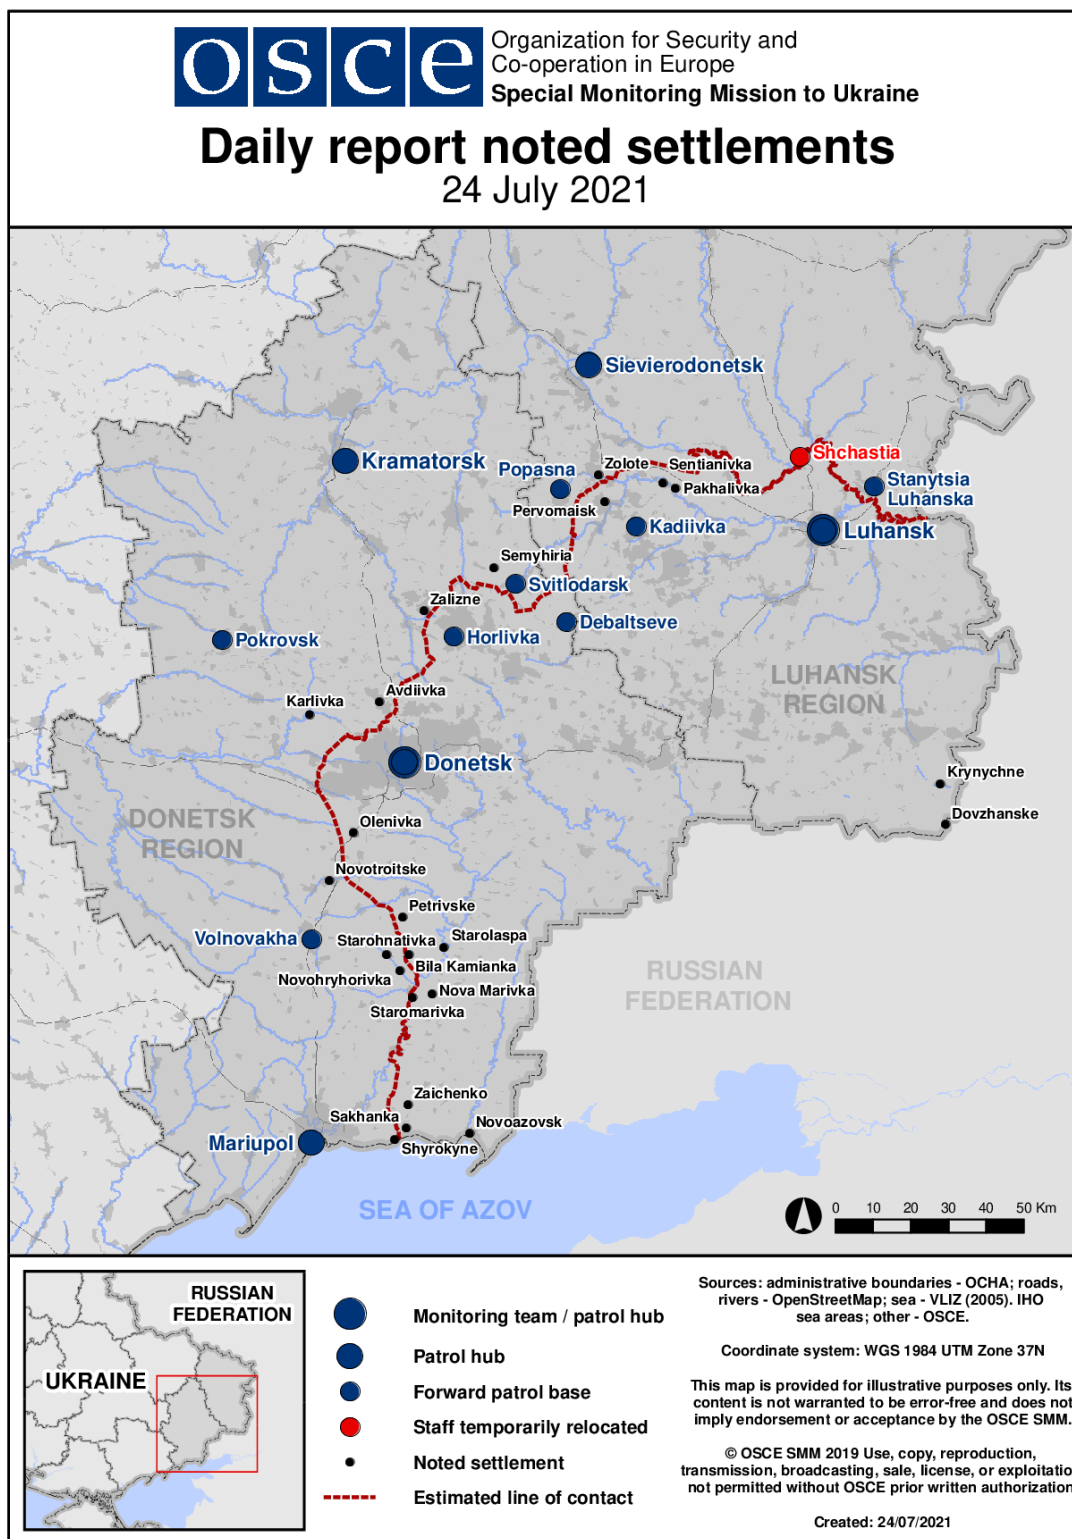 osce
Organization for Security and
Co-operation in Europe
Special Monitoring Mission to Ukraine
Daily report noted settlements
24 July 2021
Sievierodonetsk
Kramatorsk
Popasna
Zolote
Sentianivka
Shchastia
Pakhalivka
Stanytsia
Luhanska
Pervomaisk
Kadiivka
Luhansk
Semyhiria
Svitlodarsk
Zalizne
Debaltseve
Horlivka
Pokrovsk
LUHANSK
REGION
Avdiivka
Karlivka
Donetsk
Krynychne
Dovzhanske
DONETSK
REGION
Olenivka
Novotroitske
Petrivske
Volnovakha
Starohnativka
Starolaspa
Bila Kamianka
Novohryhorivka
Nova Marivka
Staromarivka
RUSSIAN
FEDERATION
Zaichenko
Sakhanka
Novoazovsk
Mariupol
Shyrokyne
SEA OF AZOV
0 10 20 30 40 50 Km
RUSSIAN
FEDERATION
UKRAINE
Monitoring team / patrol hub
Patrol hub
Forward patrol base
Staff temporarily relocated
Noted settlement
Estimated line of contact
Sources: administrative boundaries - OCHA; roads,
rivers - OpenStreetMap; sea - VLIZ (2005). IHO
sea areas; other - OSCE.
Coordinate system: WGS 1984 UTM Zone 37N
This map is provided for illustrative purposes only. Its
content is not warranted to be error-free and does not
imply endorsement or acceptance by the OSCE SMM.
© OSCE SMM 2019 Use, copy, reproduction,
transmission, broadcasting, sale, license, or exploitatio
not permitted without OSCE prior written authorization
Created: 24/07/2021